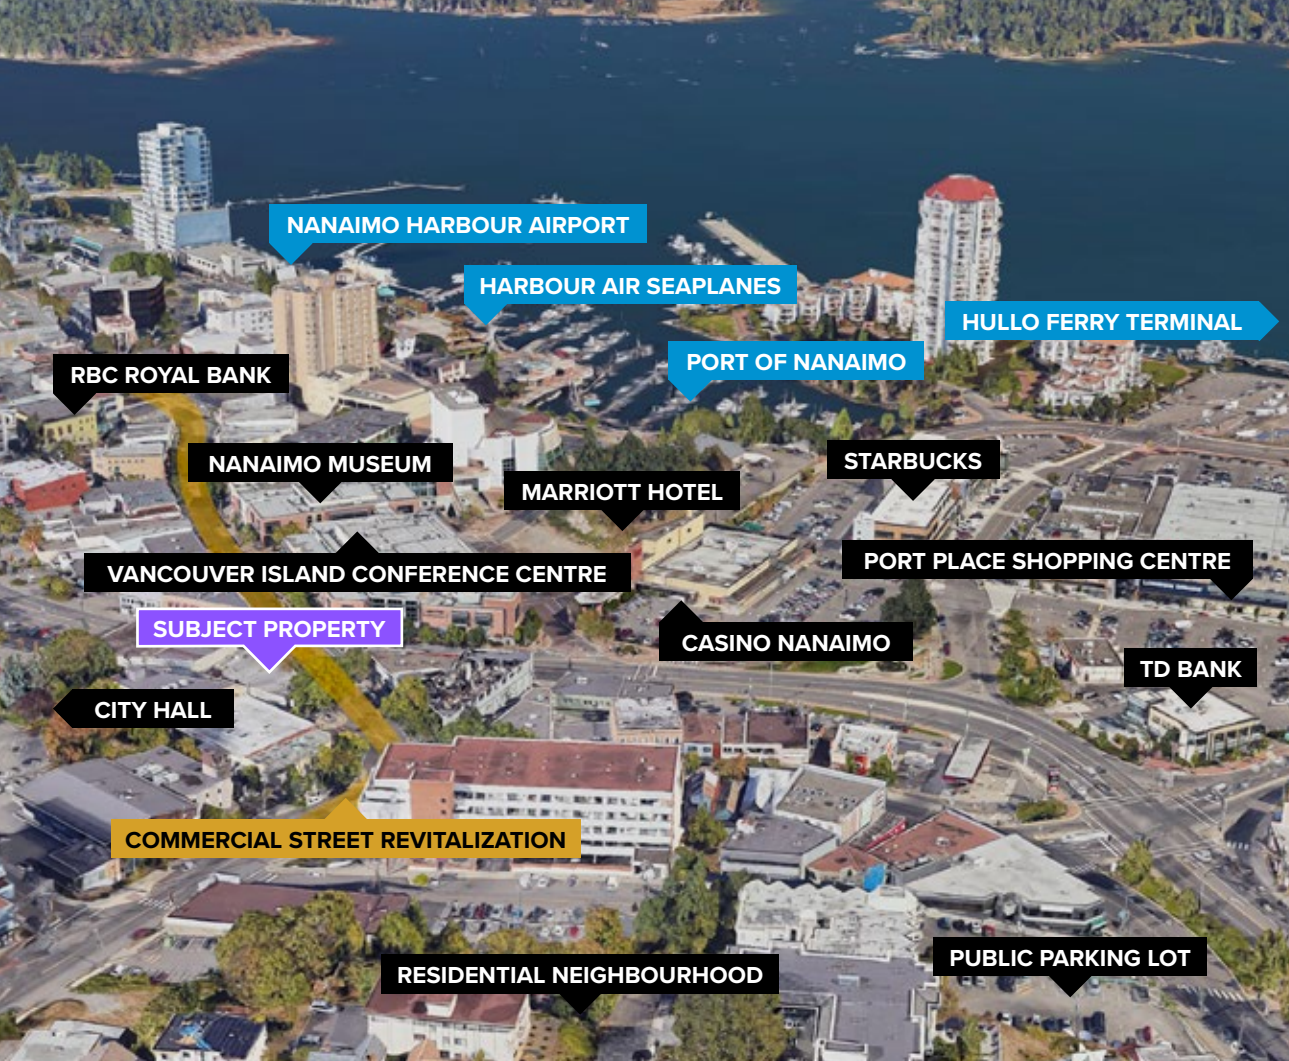 NANAIMO HARBOUR AIRPORT
HARBOUR AIR SEAPLANES
HULLO FERRY TERMINAL
PORT OF NANAIMO
RBC ROYAL BANK
NANAIMO MUSEUM
STARBUCKS
MARRIOTT HOTEL
PORT PLACE SHOPPING CENTRE
VANCOUVER ISLAND CONFERENCE CENTRE
SUBJECT PROPERTY
CASINO NANAIMO
TD BANK
CITY HALL
COMMERCIAL STREET REVITALIZATION
PUBLIC PARKING LOT
RESIDENTIAL NEIGHBOURHOOD